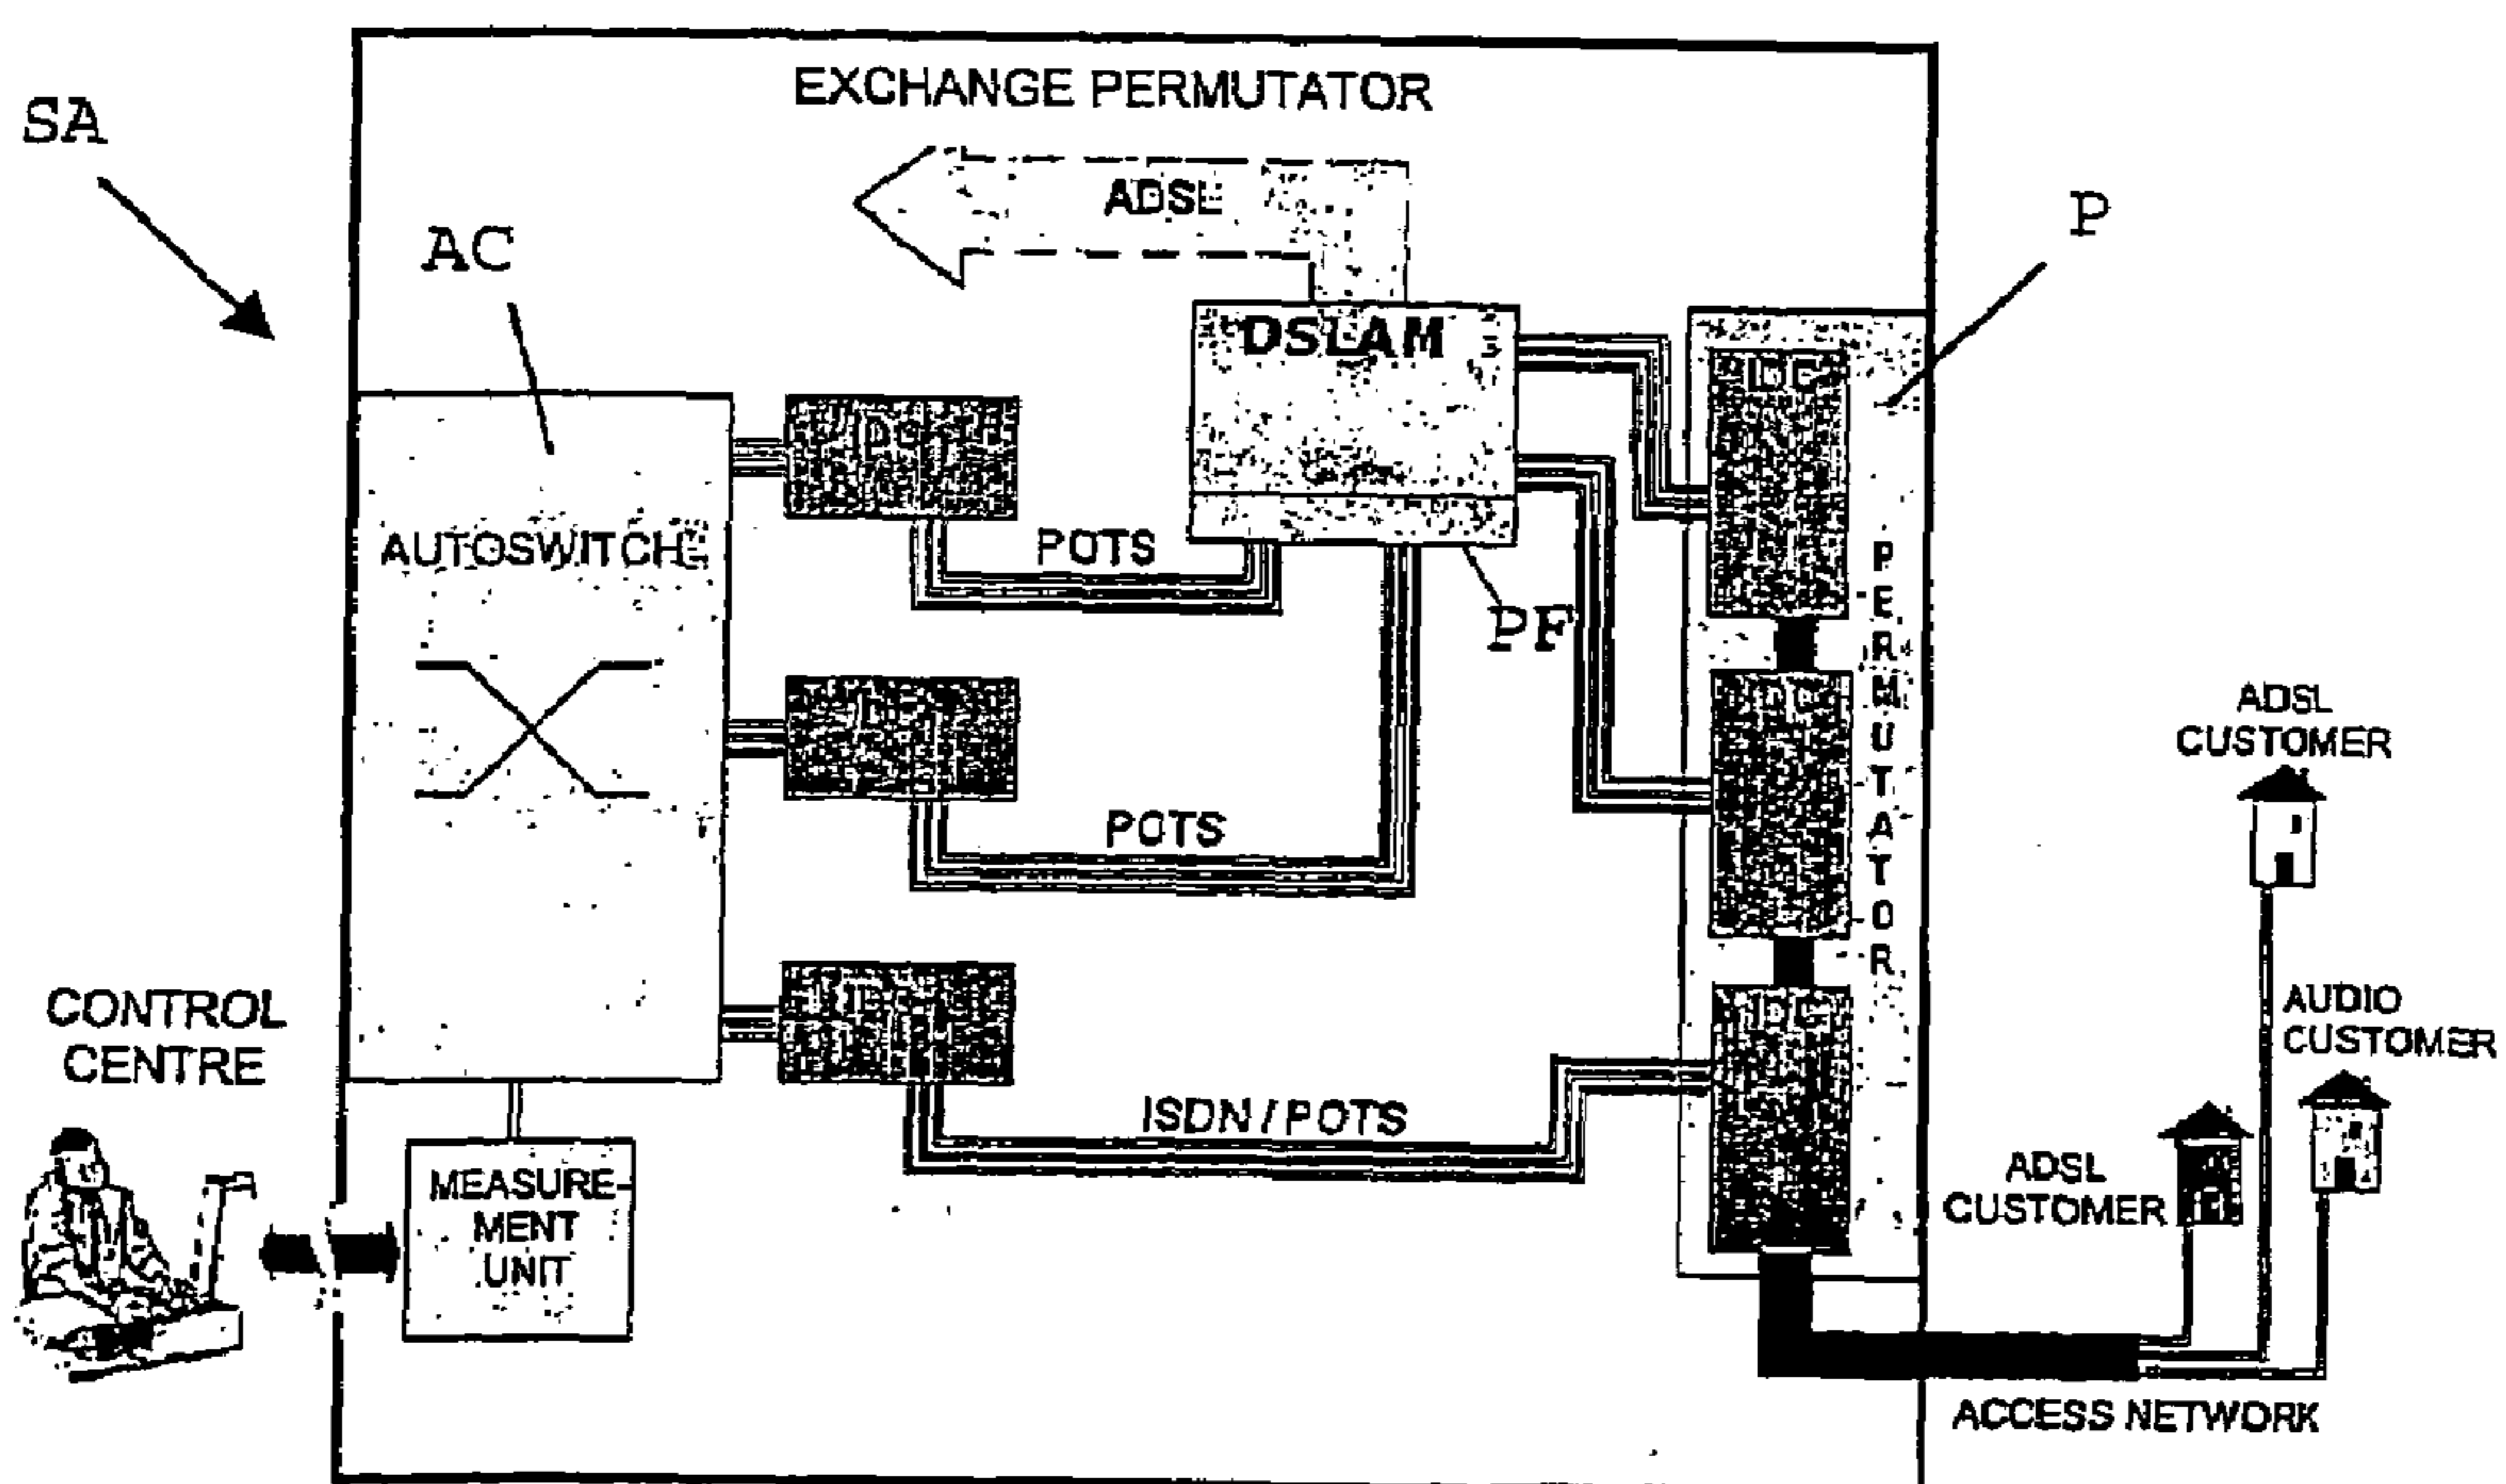 EXCHANGE PERMUTATOR
SA
ADSL
P
AC
DSLAM
AUTOSWITCH
POTS
PF
PERMUTATOR
POTS
ADSL
CUSTOMER
CONTROL
CENTRE
AUDIO
CUSTOMER
ISDN / POTS
MEASURE-
MENT
UNIT
ADSL
CUSTOMER
ACCESS NETWORK